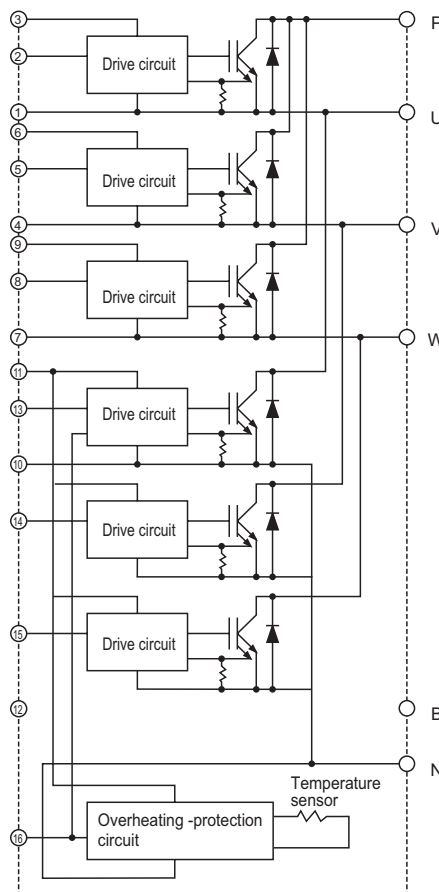 3
P
2
Drive circuit
1
U
6
5
Drive circuit
4
V
9
8
Drive circuit
7
W
11
13
Drive circuit
10
14
Drive circuit
15
Drive circuit
12
B
N
Temperature
sensor
Overheating -protection
circuit
16